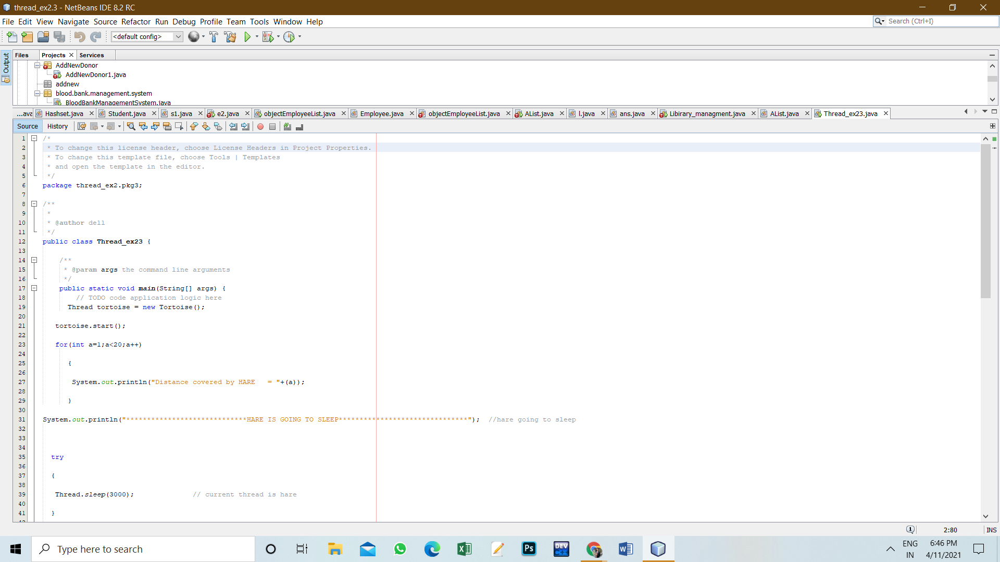 thread_ex2.3 - NetBeans IDE 8.2 RC
File Edit View Navigate Source Refactor Run Debug Profile Team Tools Window Help
Search (Ctrl+I)
<default config>
Output
Files Projects Services
AddNewDonor
AddNewDonor1.java
addnew
blood.bank.management.system
BloodBankManagementSystem.java
...ava Hashset.java Student.java s1.java e2.java objectEmployeeList.java Employee.java objectEmployeeList.java AList.java l.java ans.java Libirary_managment.java AList.java Thread_ex23.java
Source History
1 /*
2 * To change this license header, choose License Headers in Project Properties.
3 * To change this template file, choose Tools | Templates
4 * and open the template in the editor.
5 */
6 package thread_ex2.pkg3;
7
8 /**
9 *
10 * @author dell
11 */
12 public class Thread_ex23 {
13
14 /**
15 * @param args the command line arguments
16 */
17 public static void main(String[] args) {
18 // TODO code application logic here
19 Thread tortoise = new Tortoise();
20
21 tortoise.start();
22
23 for(int a=1;a<20;a++)
24
25 {
26
27 System.out.println("Distance covered by HARE   = "+(a));
28
29 }
30
31 System.out.println("*****************************HARE IS GOING TO SLEEP*******************************");  //hare going to sleep
32
33
34
35 try
36
37 {
38
39 Thread.sleep(3000);              // current thread is hare
40
41 }
2:80 INS
Type here to search
Ps
DEV C++
ENG
IN
6:46 PM
4/11/2021